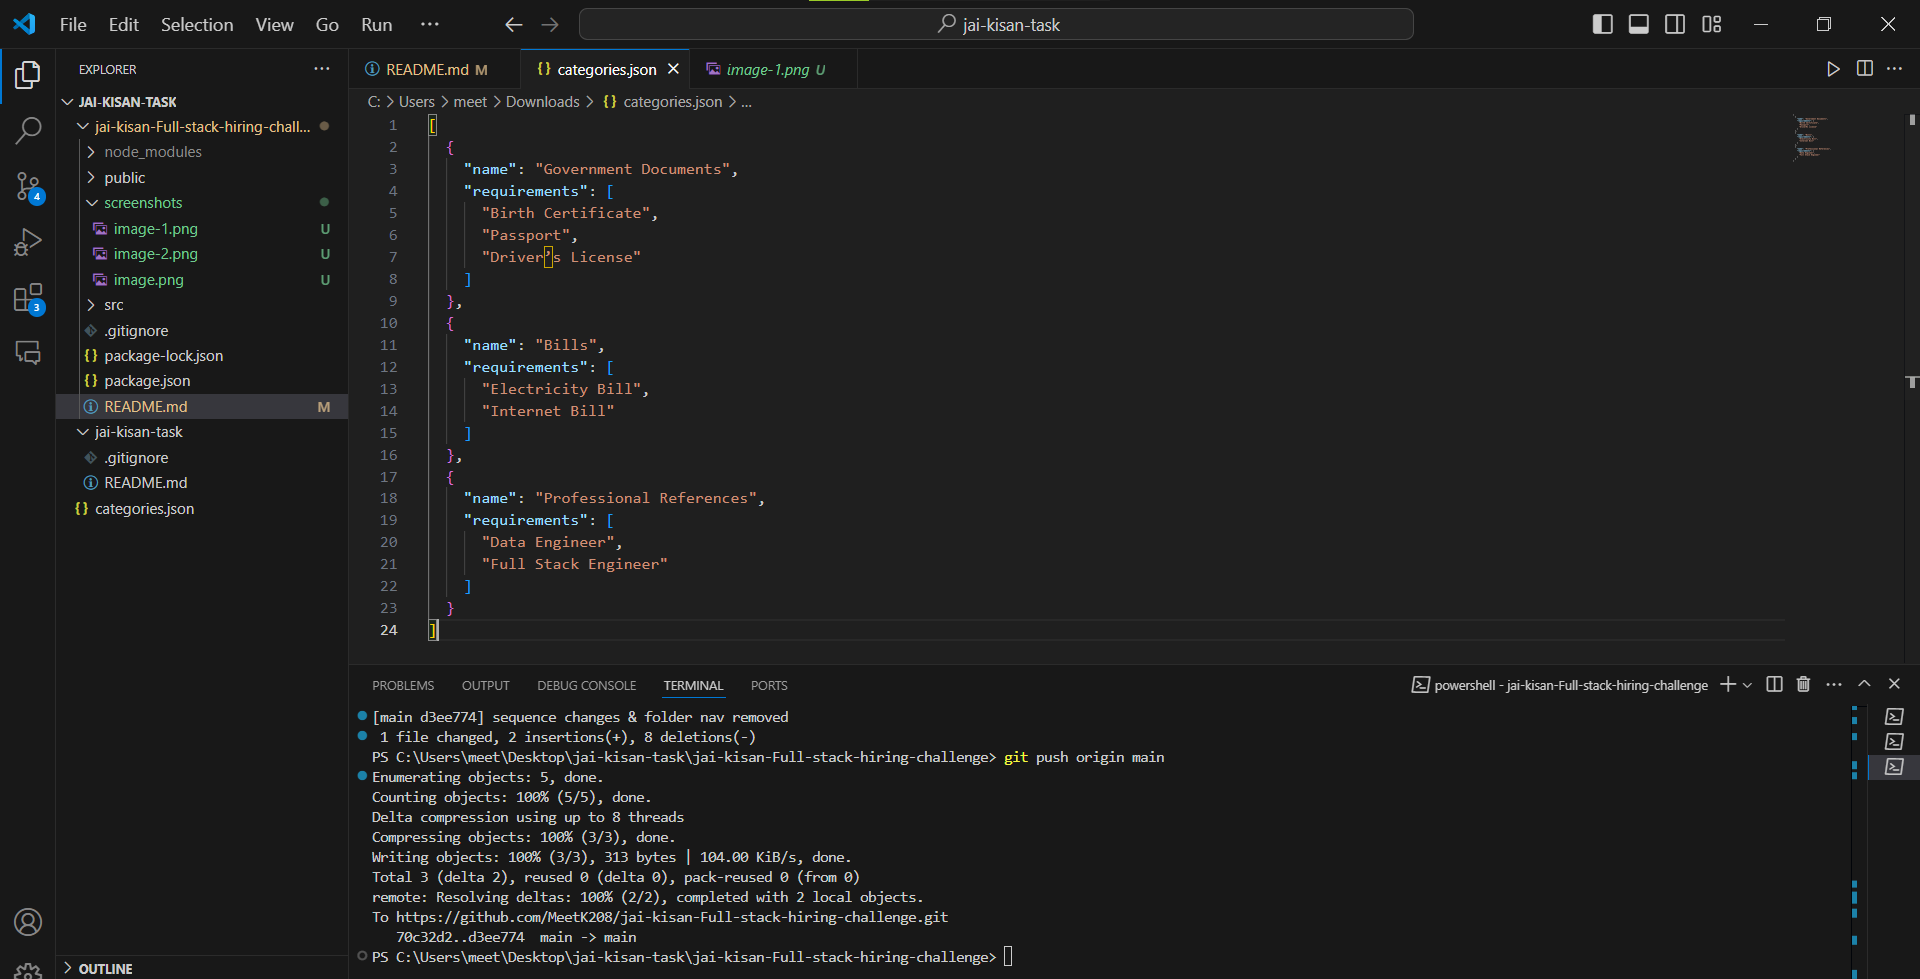 File Edit Selection View Go Run ··· jai-kisan-task
EXPLORER ···
JAI-KISAN-TASK
jai-kisan-Full-stack-hiring-chall...
node_modules
public
screenshots
image-1.png U
image-2.png U
image.png U
src
.gitignore
package-lock.json
package.json
README.md M
jai-kisan-task
.gitignore
README.md
categories.json
OUTLINE
4
3
README.md M categories.json image-1.png U
C: > Users > meet > Downloads > {} categories.json > ...
1 [
2 {
3 "name": "Government Documents",
4 "requirements": [
5 "Birth Certificate",
6 "Passport",
7 "Driver’s License"
8 ]
9 },
10 {
11 "name": "Bills",
12 "requirements": [
13 "Electricity Bill",
14 "Internet Bill"
15 ]
16 },
17 {
18 "name": "Professional References",
19 "requirements": [
20 "Data Engineer",
21 "Full Stack Engineer"
22 ]
23 }
24 ]
PROBLEMS OUTPUT DEBUG CONSOLE TERMINAL PORTS powershell - jai-kisan-Full-stack-hiring-challenge
[main d3ee774] sequence changes & folder nav removed
1 file changed, 2 insertions(+), 8 deletions(-)
PS C:\Users\meet\Desktop\jai-kisan-task\jai-kisan-Full-stack-hiring-challenge> git push origin main
Enumerating objects: 5, done.
Counting objects: 100% (5/5), done.
Delta compression using up to 8 threads
Compressing objects: 100% (3/3), done.
Writing objects: 100% (3/3), 313 bytes | 104.00 KiB/s, done.
Total 3 (delta 2), reused 0 (delta 0), pack-reused 0 (from 0)
remote: Resolving deltas: 100% (2/2), completed with 2 local objects.
To https://github.com/MeetK208/jai-kisan-Full-stack-hiring-challenge.git
70c32d2..d3ee774 main -> main
PS C:\Users\meet\Desktop\jai-kisan-task\jai-kisan-Full-stack-hiring-challenge>